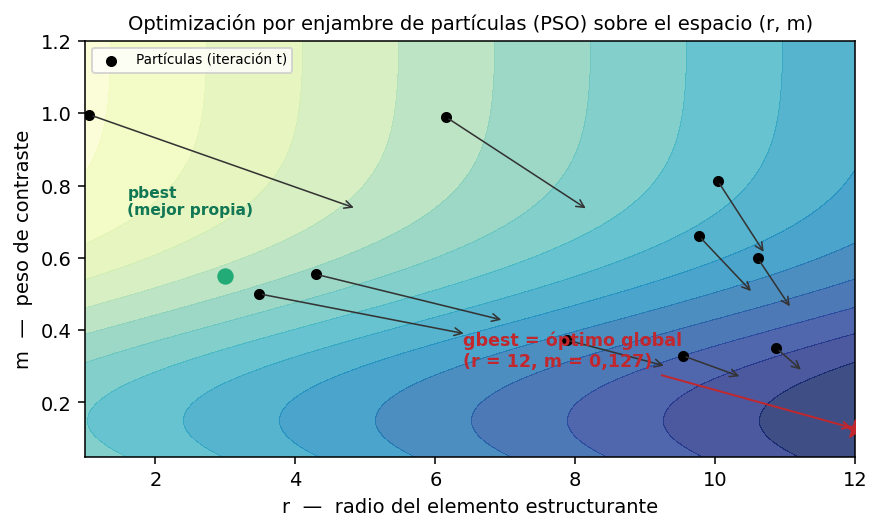 Optimización por enjambre de partículas (PSO) sobre el espacio (r, m)
Partículas (iteración t)
pbest
(mejor propia)
gbest = óptimo global
(r = 12, m = 0,127)
m — peso de contraste
1.2
1.0
0.8
0.6
0.4
0.2
2 4 6 8 10 12
r — radio del elemento estructurante